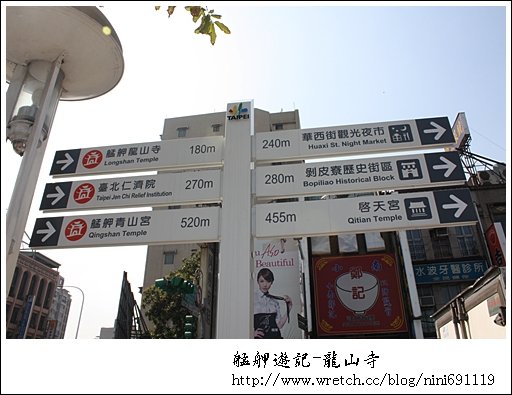 TAIPEI
艋舺龍山寺 180m
Longshan Temple
臺北仁濟院 270m
Taipei Jen Chi Relief Institution
艋舺青山宮 520m
Qingshan Temple
240m 華西街觀光夜市
Huaxi St. Night Market
280m 剝皮寮歷史街區
Bopiliao Historical Block
455m 啓天宮
Qitian Temple
Also
Beautiful
鄭記
水波牙醫診所
艋舺遊記-龍山寺
http://www.wretch.cc/blog/nini691119